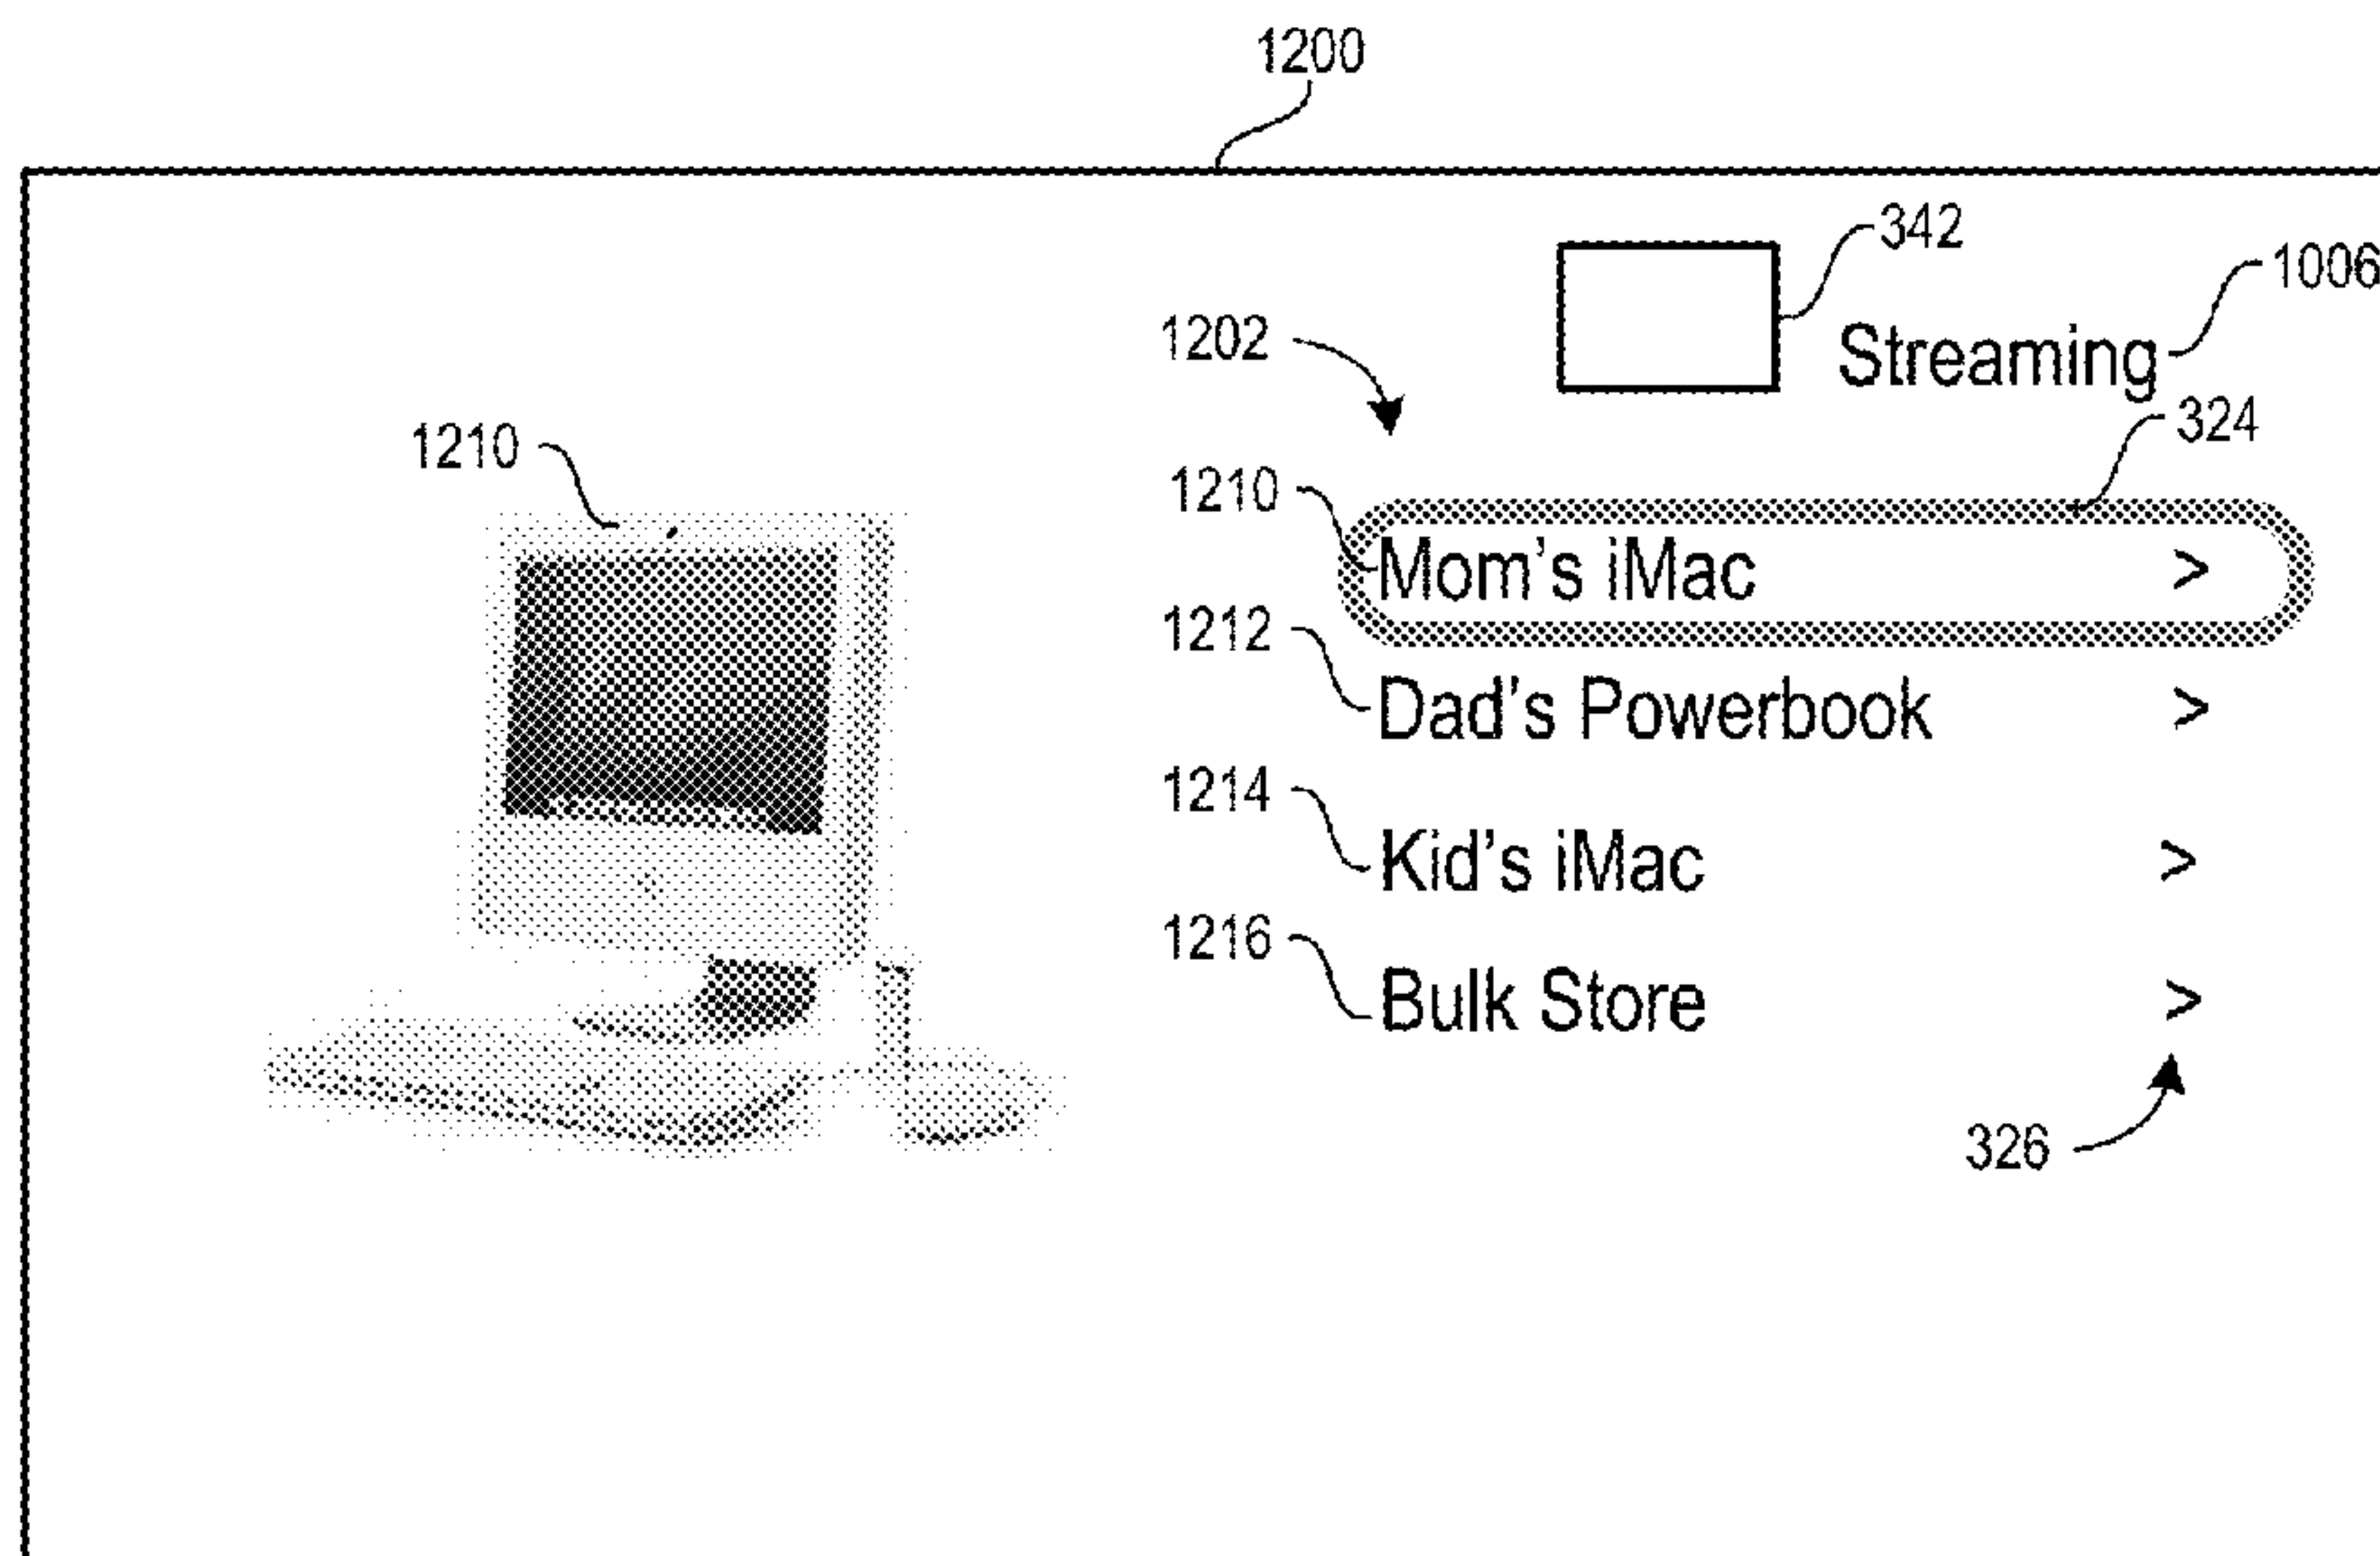 1200
342
1006
1202
Streaming
324
1210
1210
Mom's iMac >
1212
Dad's Powerbook >
1214
Kid's iMac >
1216
Bulk Store >
326